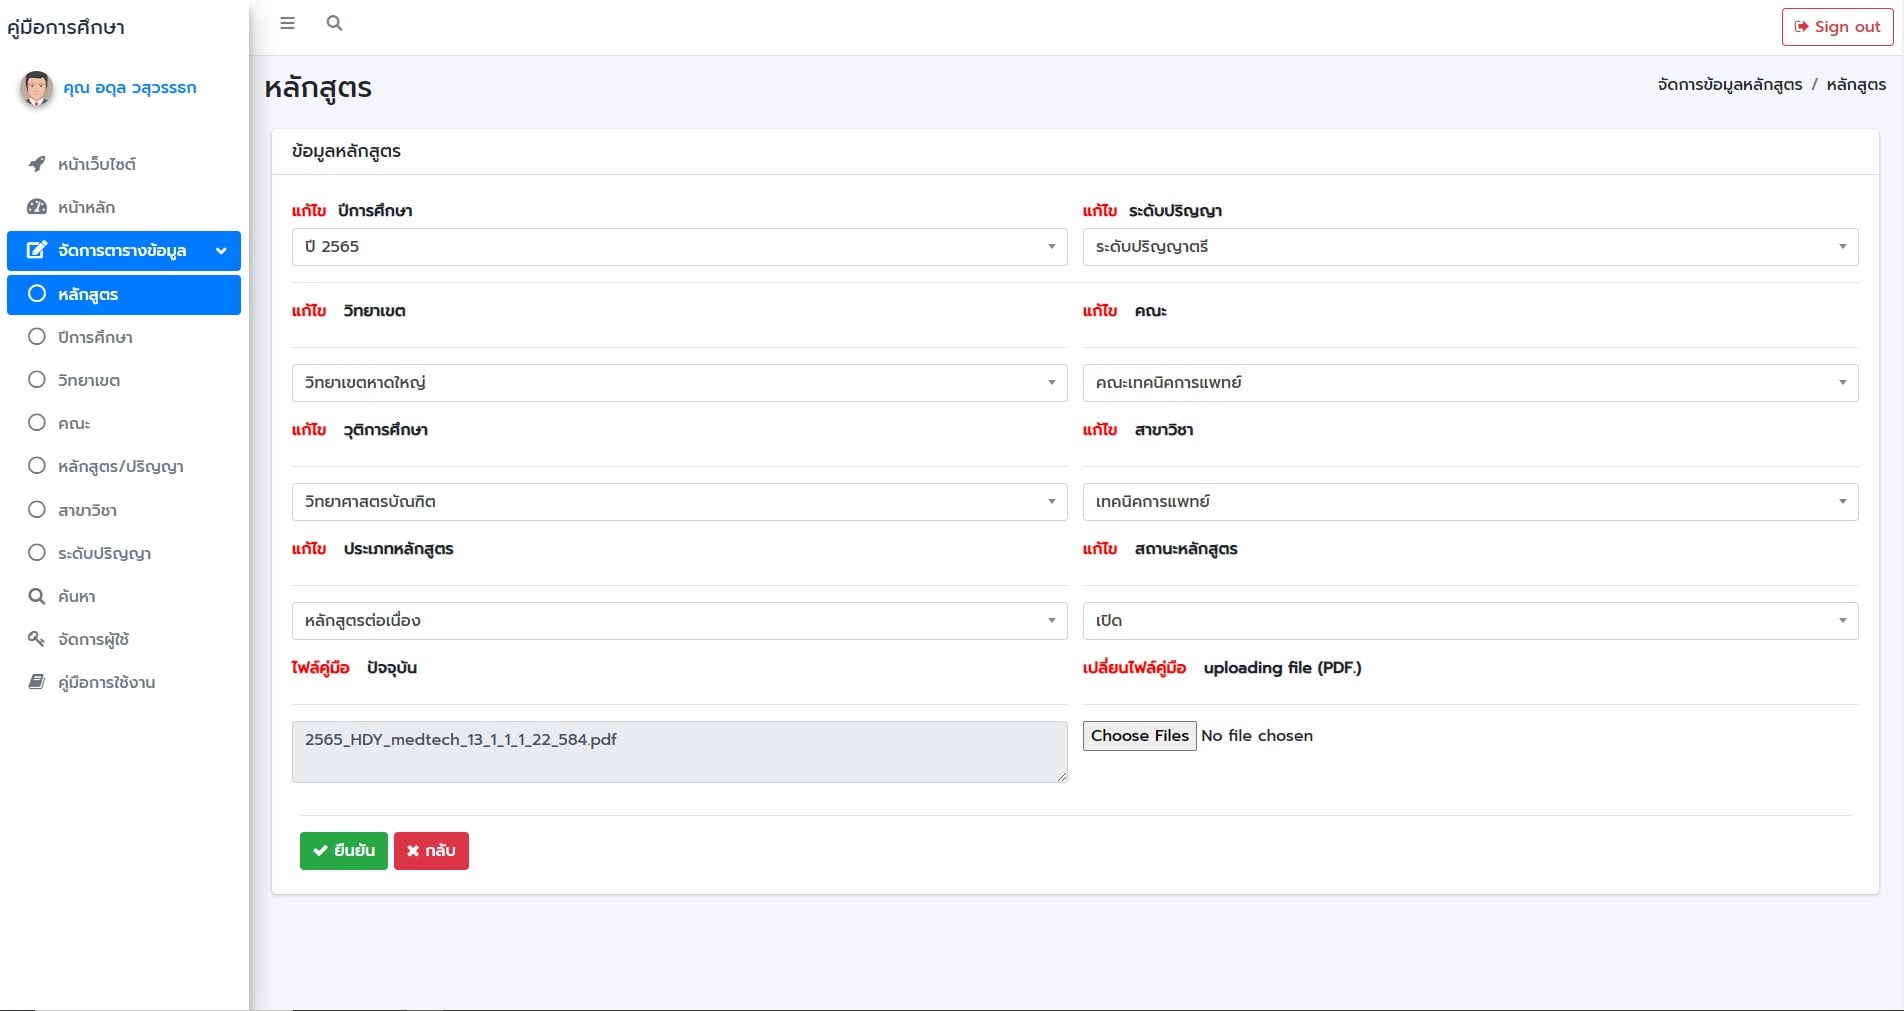 คู่มือการศึกษา
Sign out
คุณ อดุล วสุวรรธก
หลักสูตร
จัดการข้อมูลหลักสูตร / หลักสูตร
หน้าเว็บไซต์
หน้าหลัก
จัดการตารางข้อมูล
หลักสูตร
ปีการศึกษา
วิทยาเขต
คณะ
หลักสูตร/ปริญญา
สาขาวิชา
ระดับปริญญา
ค้นหา
จัดการผู้ใช้
คู่มือการใช้งาน
ข้อมูลหลักสูตร
แก้ไข ปีการศึกษา
ปี 2565
แก้ไข ระดับปริญญา
ระดับปริญญาตรี
แก้ไข วิทยาเขต
วิทยาเขตหาดใหญ่
แก้ไข คณะ
คณะเทคนิคการแพทย์
แก้ไข วุติการศึกษา
วิทยาศาสตรบัณฑิต
แก้ไข สาขาวิชา
เทคนิคการแพทย์
แก้ไข ประเภทหลักสูตร
หลักสูตรต่อเนื่อง
แก้ไข สถานะหลักสูตร
เปิด
ไฟล์คู่มือ ปัจจุบัน
2565_HDY_medtech_13_1_1_1_22_584.pdf
เปลี่ยนไฟล์คู่มือ uploading file (PDF.)
Choose Files No file chosen
ยืนยัน
กลับ